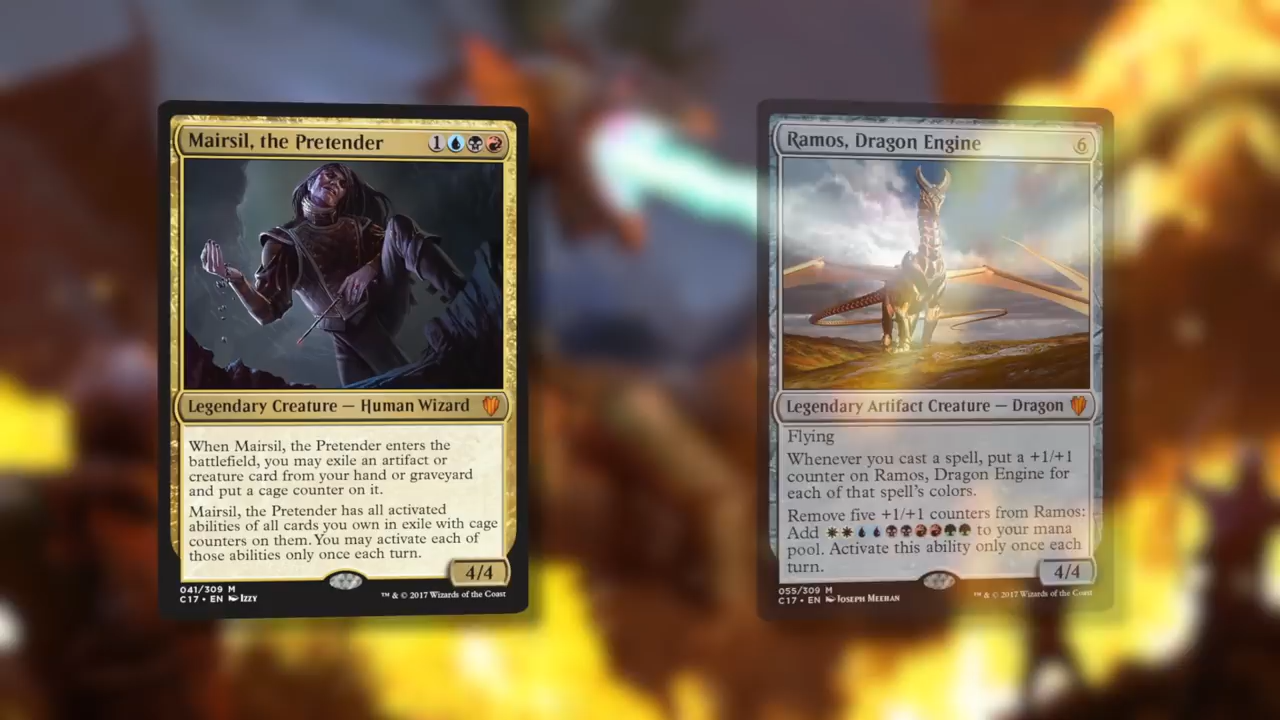 Mairsil, the Pretender 1
Legendary Creature — Human Wizard
When Mairsil, the Pretender enters the
battlefield, you may exile an artifact or
creature card from your hand or graveyard
and put a cage counter on it.
Mairsil, the Pretender has all activated
abilities of all cards you own in exile with cage
counters on them. You may activate each of
those abilities only once each turn.
4/4
041/309 M
C17 • EN Izzy
™ & © 2017 Wizards of the Coast
Ramos, Dragon Engine 6
Legendary Artifact Creature — Dragon
Flying
Whenever you cast a spell, put a +1/+1
counter on Ramos, Dragon Engine for
each of that spell's colors.
Remove five +1/+1 counters from Ramos:
Add to your mana
pool. Activate this ability only once each
turn.
4/4
055/309 M
C17 • EN Joseph Meehan
™ & © 2017 Wizards of the Coast